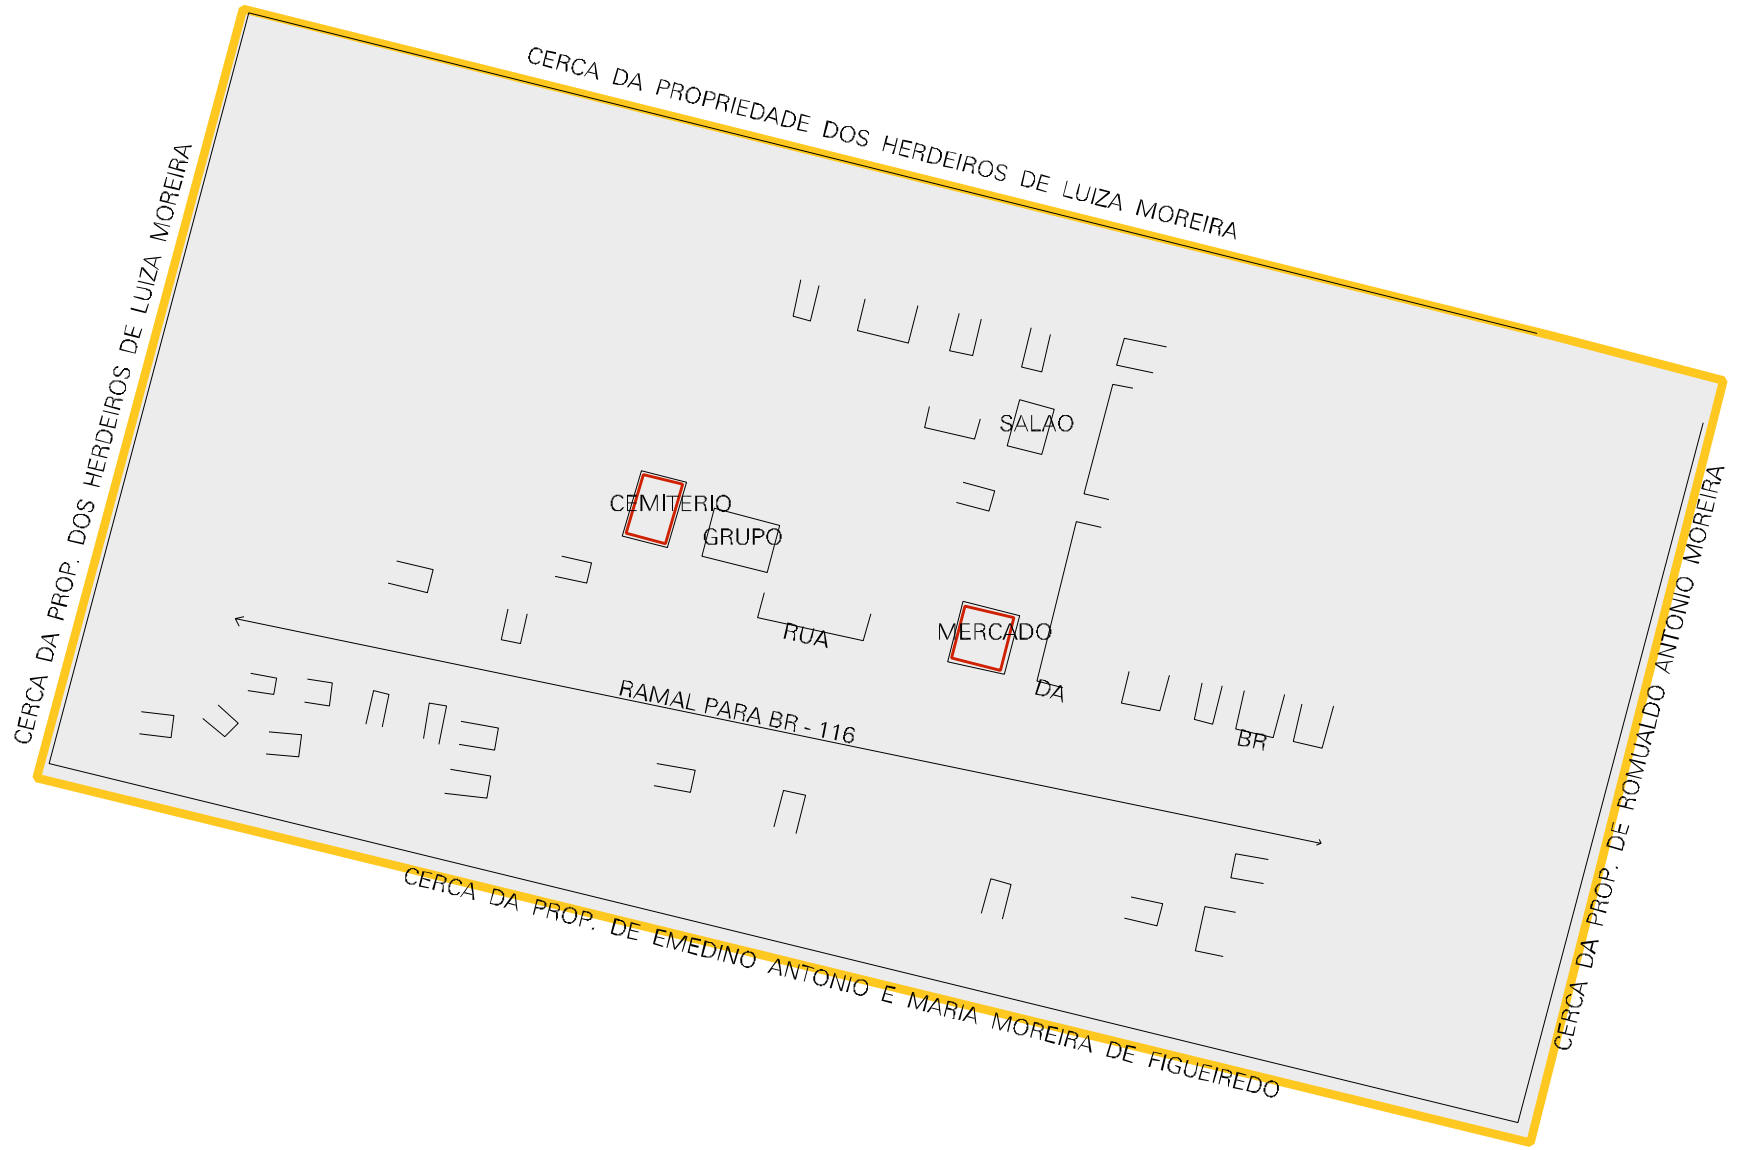 CERCA DA PROPRIEDADE DOS HERDEIROS DE LUIZA MOREIRA
CERCA DA PROP. DOS HERDEIROS DE LUIZA MOREIRA
SALAO
CEMITERIO
GRUPO
RUA
MERCADO
DA
BR
RAMAL PARA BR - 116
CERCA DA PROP. DE ROMUALDO ANTONIO MOREIRA
CERCA DA PROP. DE EMEDINO ANTONIO E MARIA MOREIRA DE FIGUEIREDO